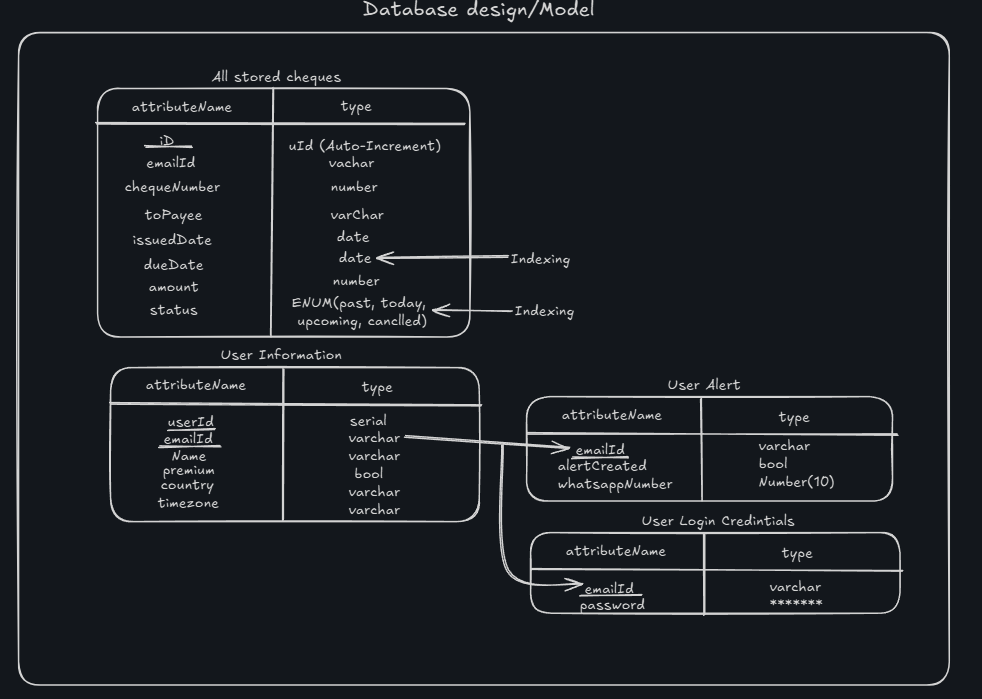 Database design/Model
All stored cheques
attributeName type
iD uId (Auto-Increment)
emailId vachar
chequeNumber number
toPayee varChar
issuedDate date
dueDate date Indexing
amount number
status ENUM(past, today, Indexing
upcoming, canclled)
User Information
attributeName type
userId serial
emailId varchar
Name varchar
premium bool
country varchar
timezone varchar
User Alert
attributeName type
emailId varchar
alertCreated bool
whatsappNumber Number(10)
User Login Credintials
attributeName type
emailId varchar
password *******